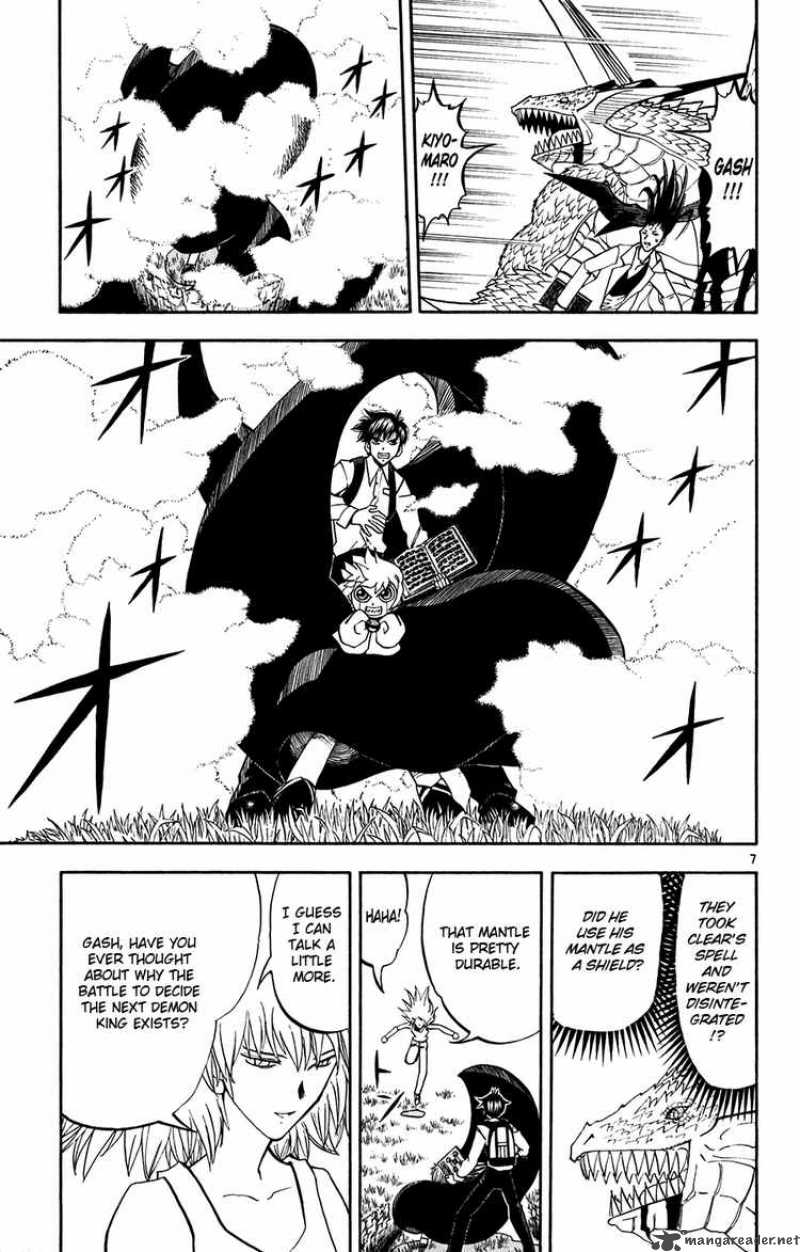 GASH
!!!
KIYO-
MARO
!!!
7
THEY
TOOK
CLEAR'S
SPELL
AND
WEREN'T
DISINTE-
GRATED
!?
DID HE
USE HIS
MANTLE AS
A SHIELD?
THAT MANTLE
IS PRETTY
DURABLE.
HAHA!
I GUESS
I CAN
TALK A
LITTLE
MORE.
GASH, HAVE YOU
EVER THOUGHT
ABOUT WHY THE
BATTLE TO DECIDE
THE NEXT DEMON
KING EXISTS?
mangareader.net